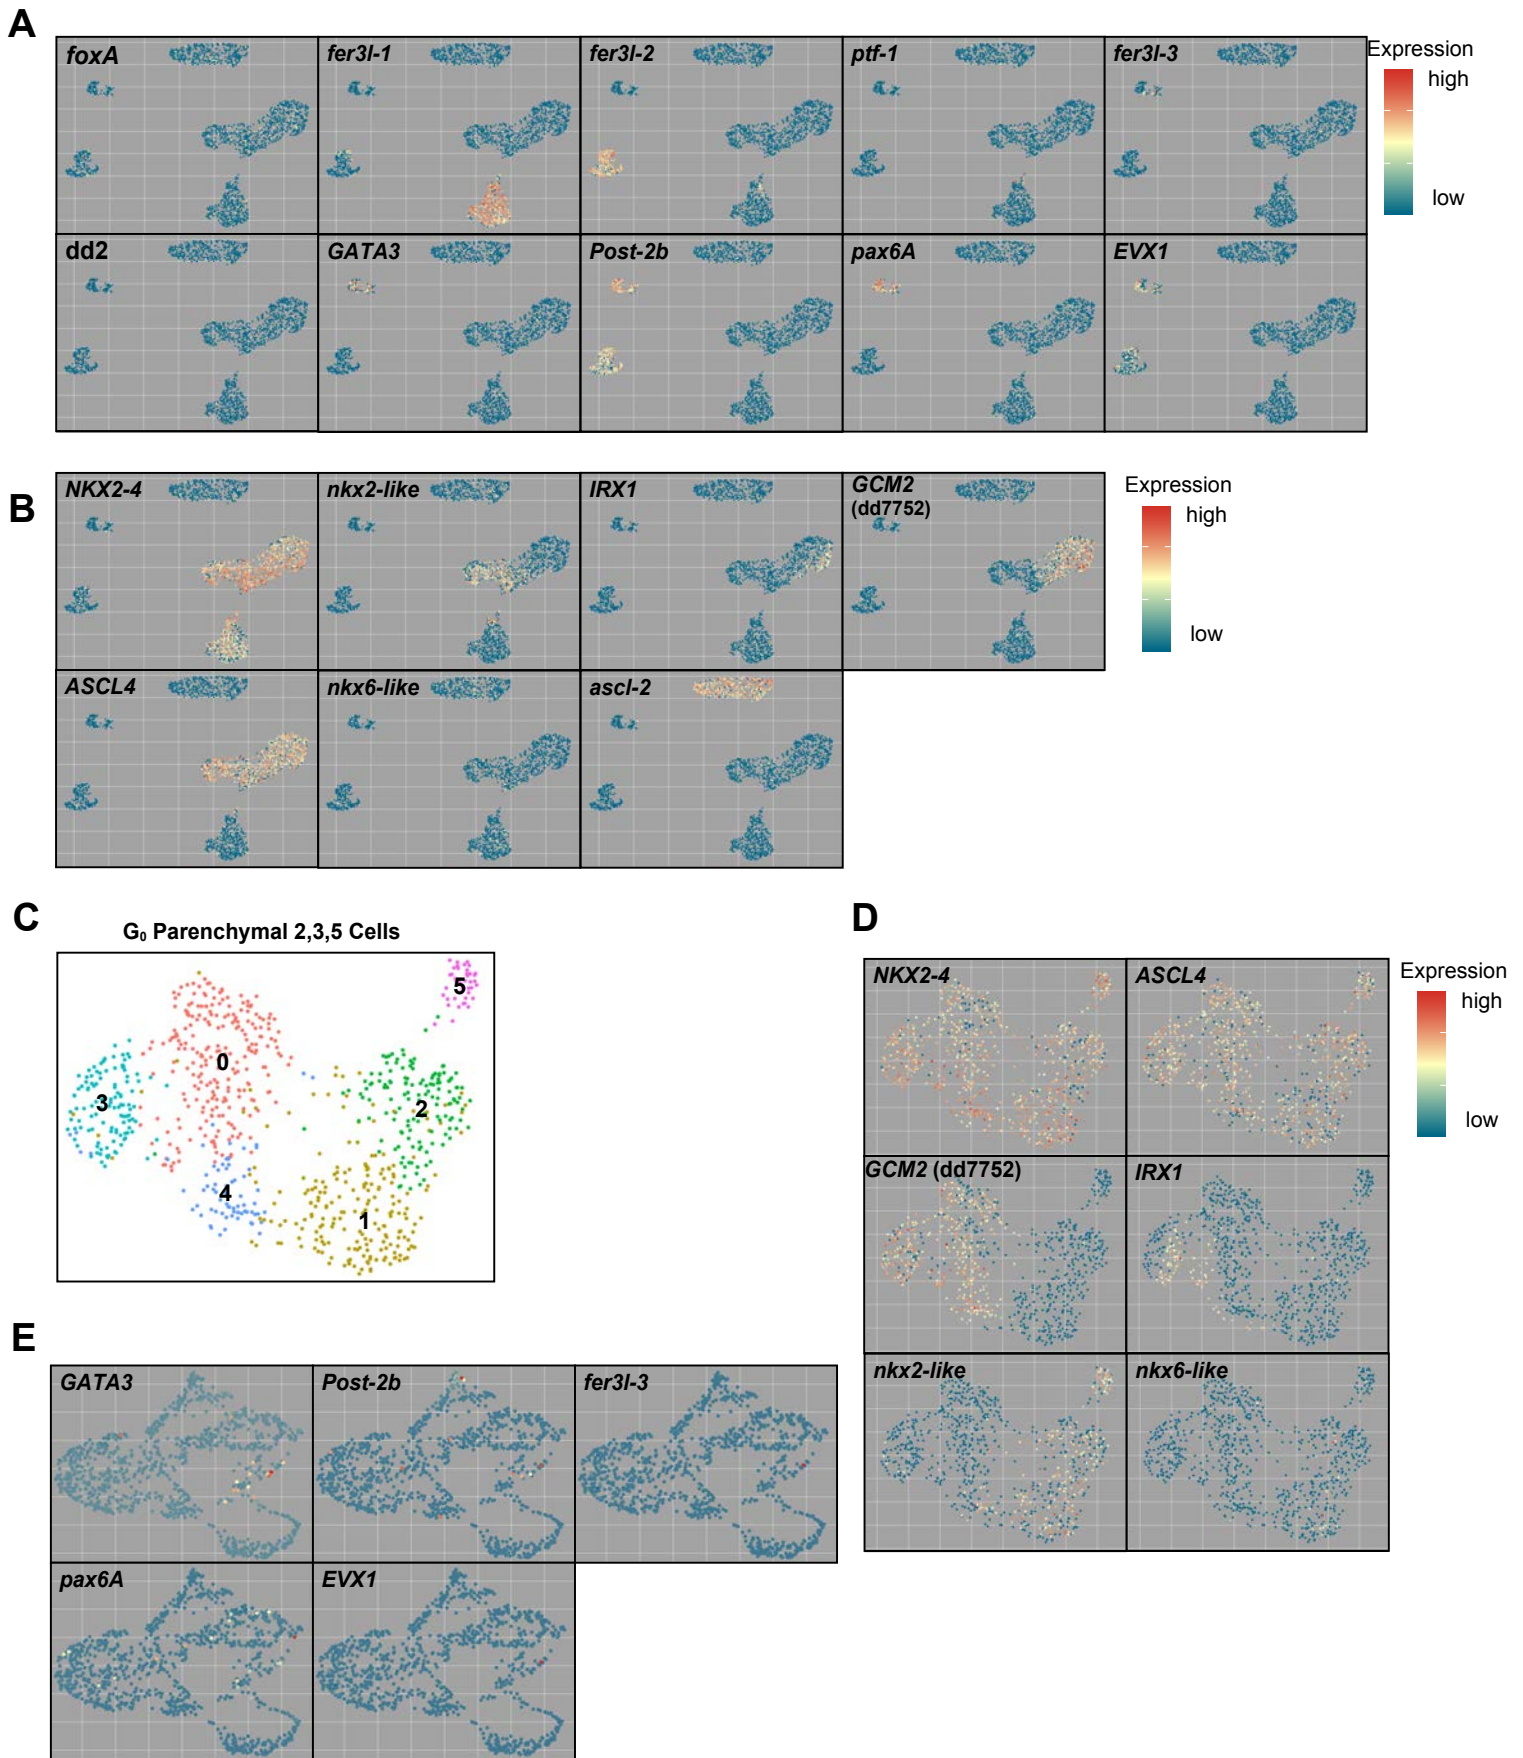 A
foxA
fer3l-1
fer3l-2
ptf-1
fer3l-3
Expression
high
low
dd2
GATA3
Post-2b
pax6A
EVX1
B
NKX2-4
nkx2-like
IRX1
GCM2
(dd7752)
Expression
high
low
ASCL4
nkx6-like
ascl-2
C
G₀ Parenchymal 2,3,5 Cells
5
0
3
2
4
1
D
NKX2-4
ASCL4
Expression
high
low
GCM2 (dd7752)
IRX1
nkx2-like
nkx6-like
E
GATA3
Post-2b
fer3l-3
pax6A
EVX1